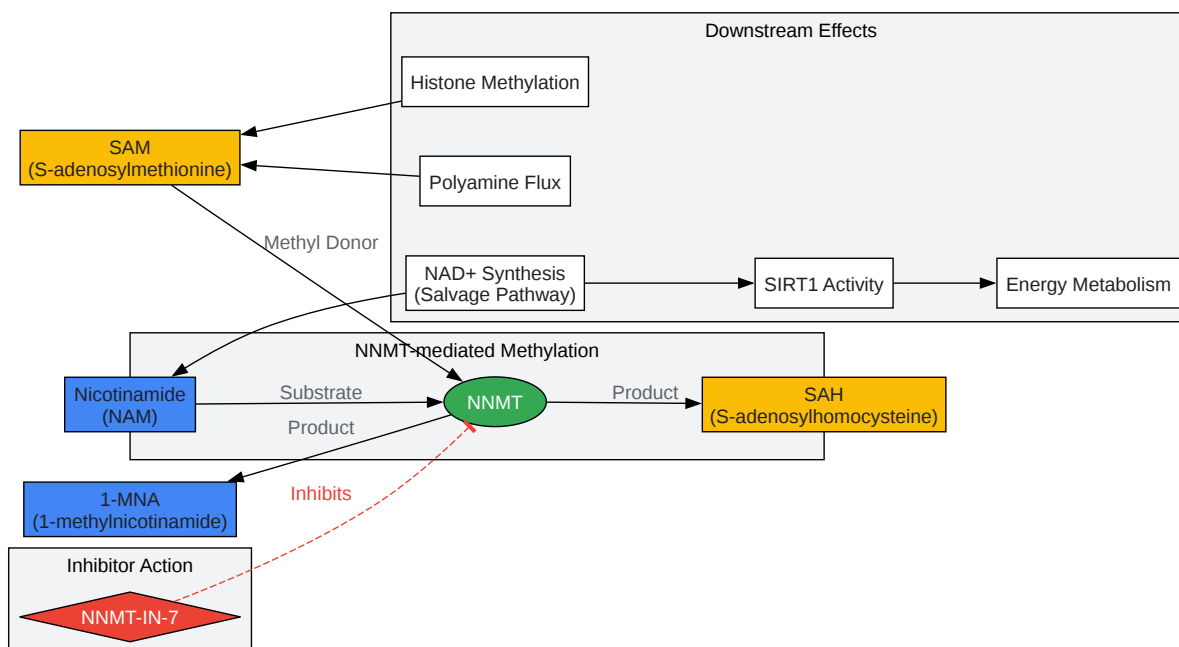 Downstream Effects
Histone Methylation
SAM
(S-adenosylmethionine)
Polyamine Flux
Methyl Donor
NAD+ Synthesis
(Salvage Pathway)
SIRT1 Activity
Energy Metabolism
NNMT-mediated Methylation
Nicotinamide
(NAM)
Substrate
NNMT
Product
SAH
(S-adenosylhomocysteine)
Product
1-MNA
(1-methylnicotinamide)
Inhibits
Inhibitor Action
NNMT-IN-7